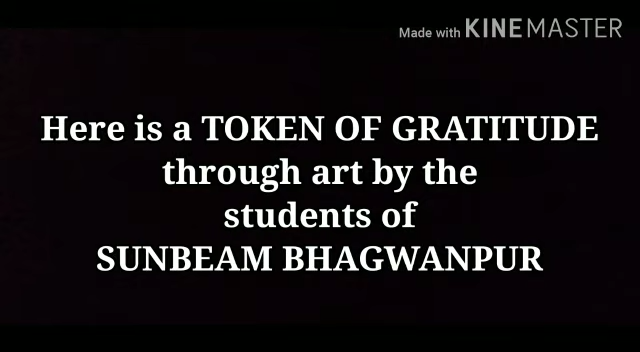 Made with KINEMASTER
Here is a TOKEN OF GRATITUDE
through art by the
students of
SUNBEAM BHAGWANPUR